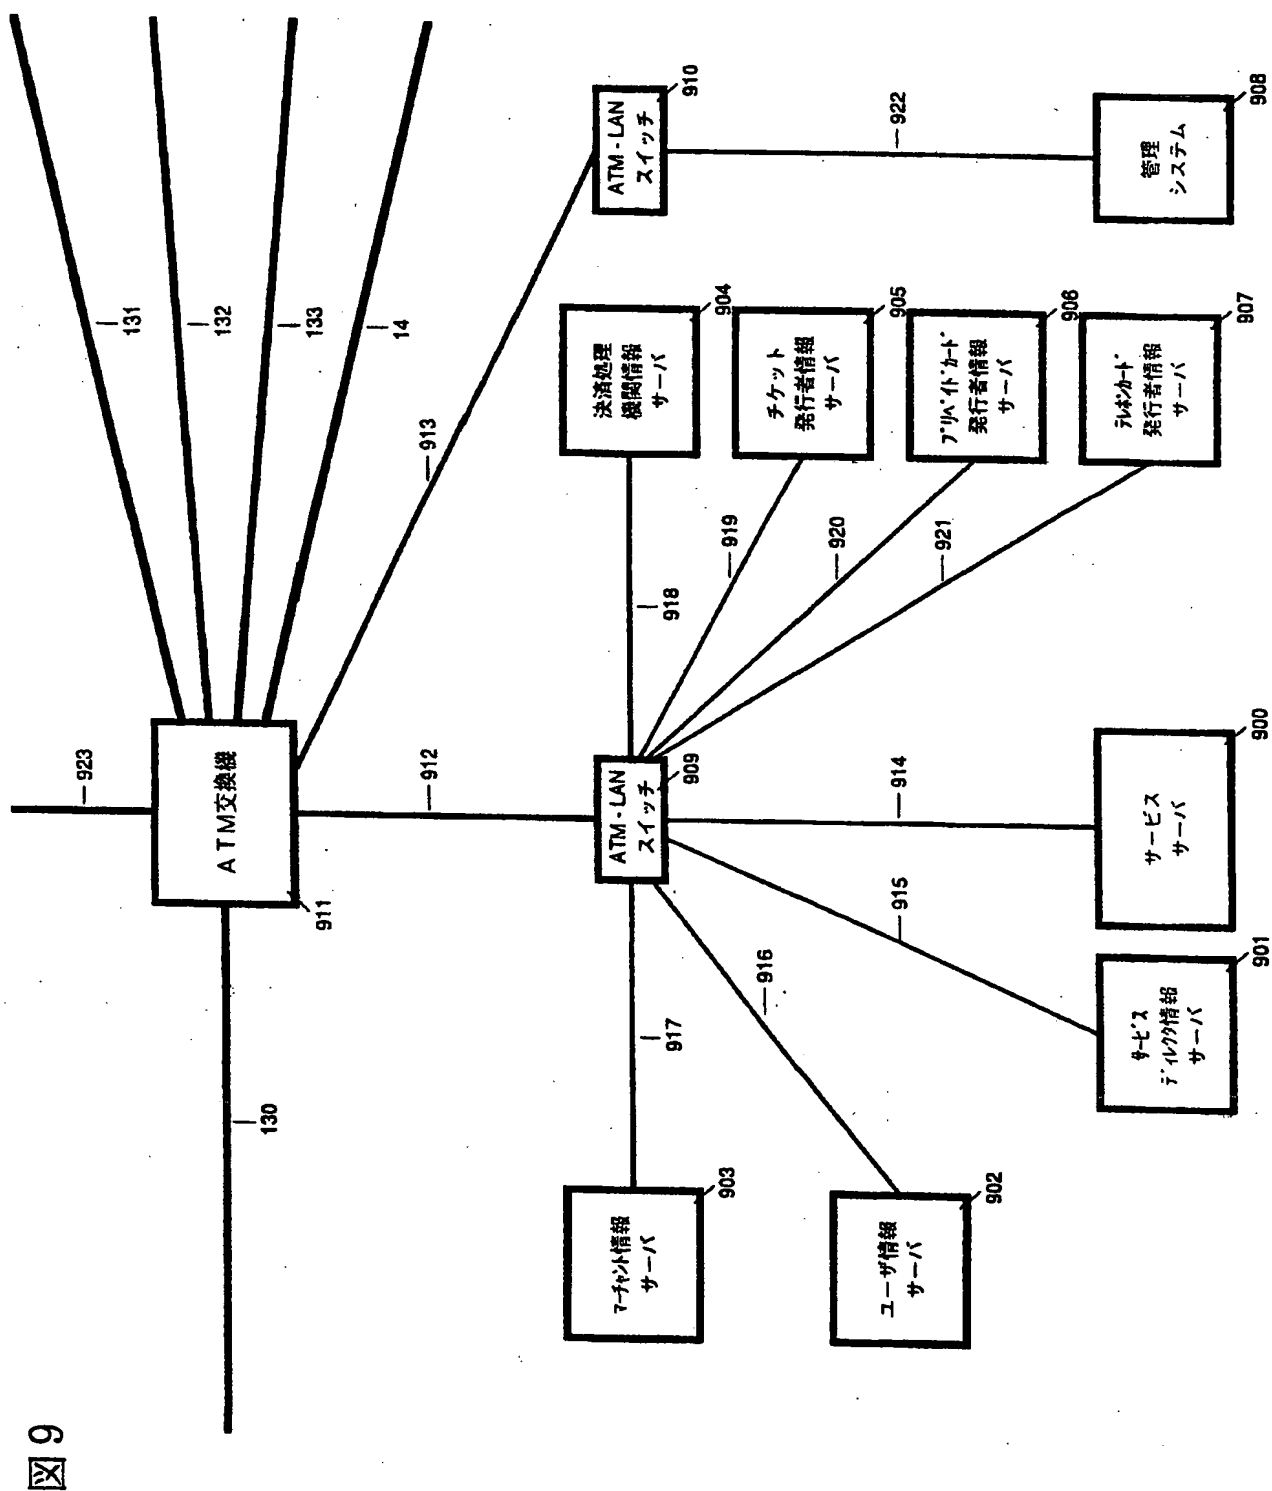 図9
131
132
133
14
923
ATM交換機
911
130
912
913
ATM-LAN
スイッチ
910
922
管理
システム
908
ATM-LAN
スイッチ
909
917
マーチャント情報
サーバ
903
916
ユーザ情報
サーバ
902
915
サービス
ディレクタ情報
サーバ
901
914
サービス
サーバ
900
918
決済処理
機関情報
サーバ
904
919
チケット
発行者情報
サーバ
905
920
プリペイドカード
発行者情報
サーバ
906
921
テレホンカード
発行者情報
サーバ
907